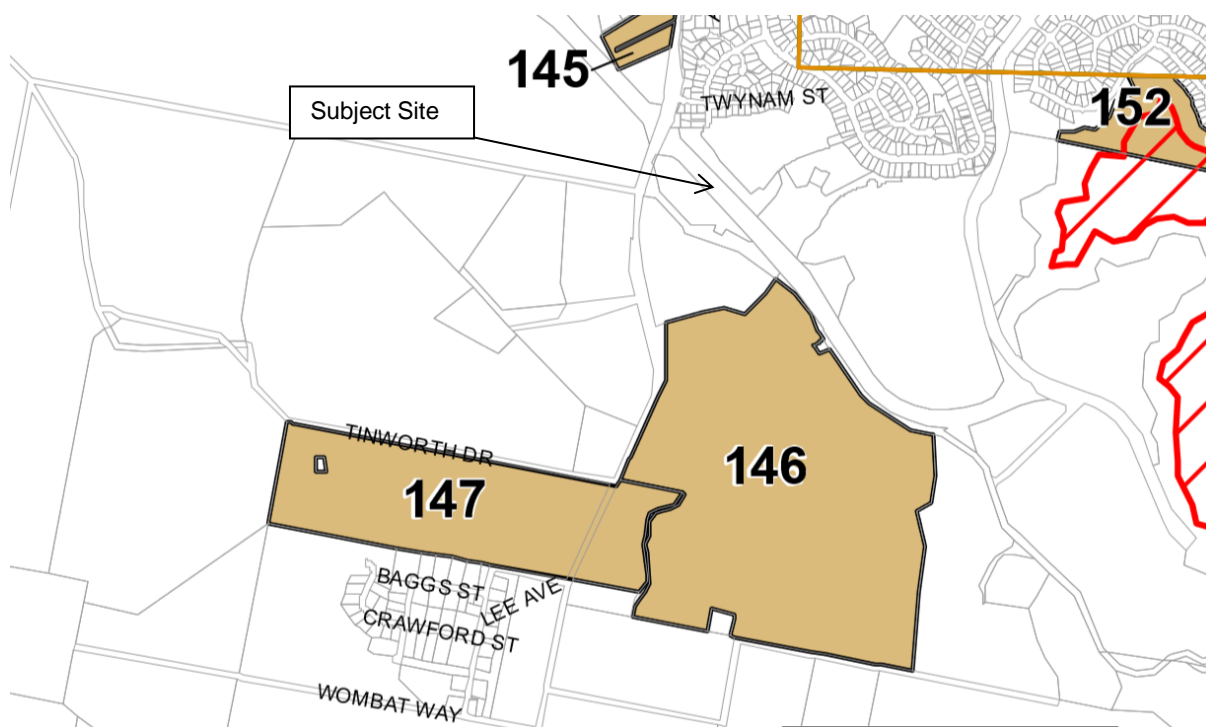 145
TWYNAM ST
152
Subject Site
TINWORTH DR
146
147
BAGGS ST
LEE AVE
CRAWFORD ST
WOMBAT WAY